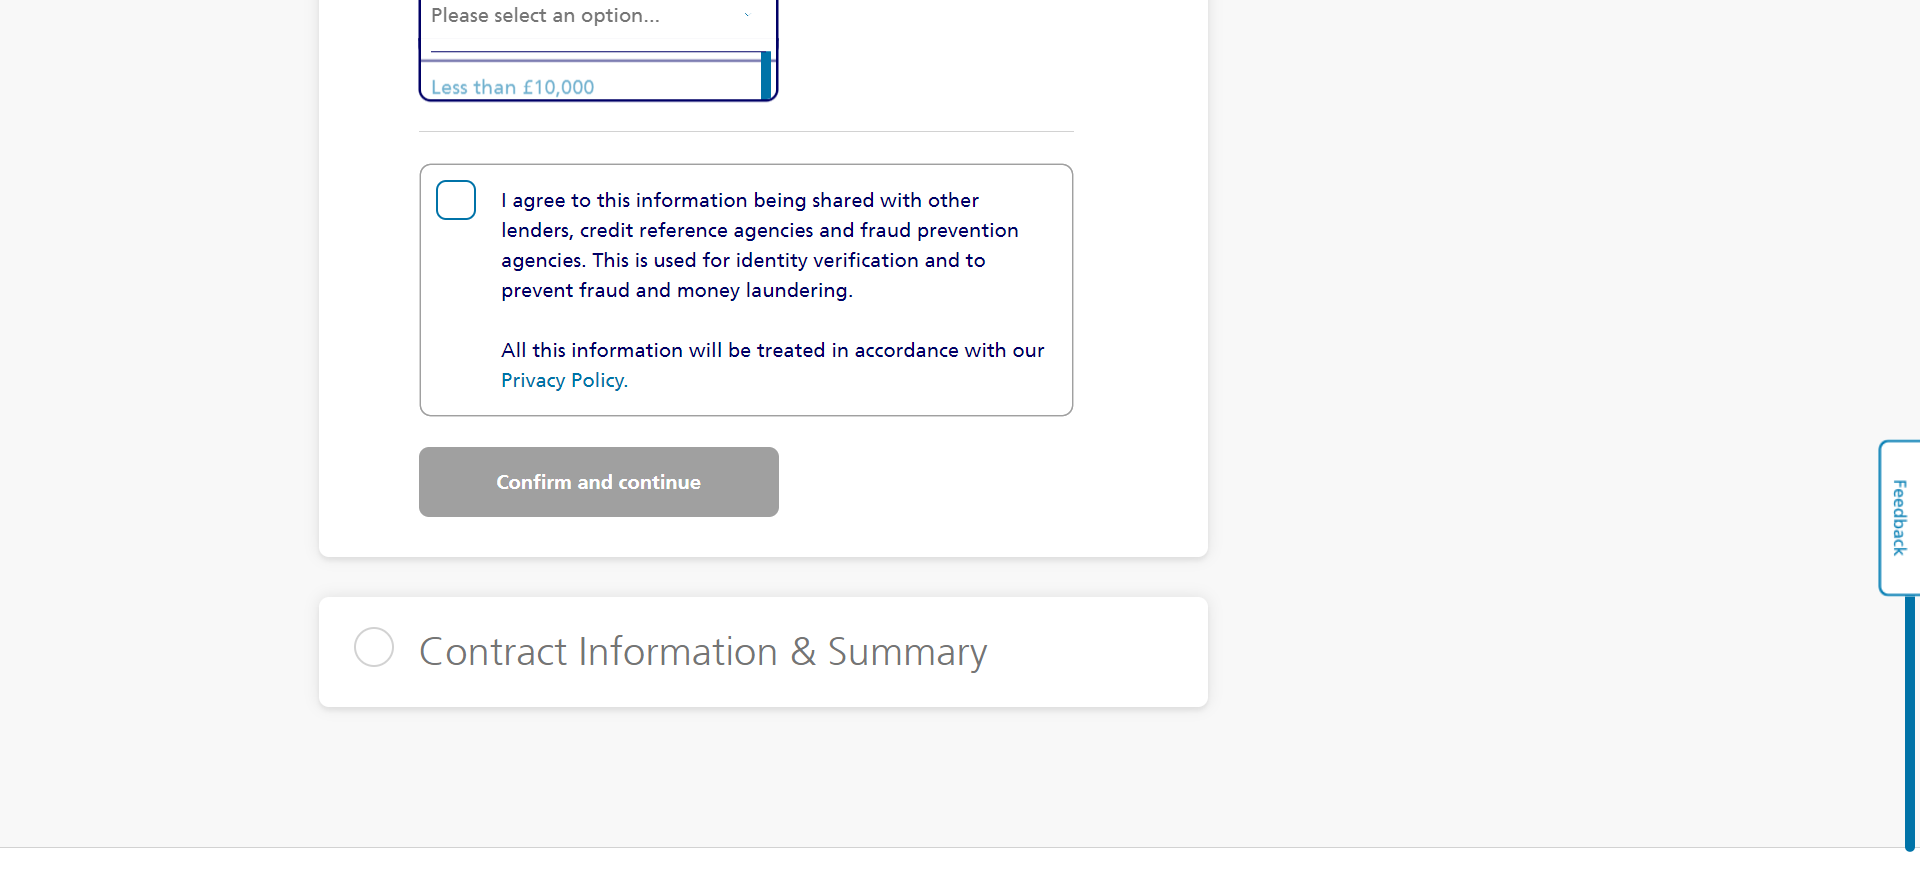 Please select an option...
Less than £10,000
I agree to this information being shared with other
lenders, credit reference agencies and fraud prevention
agencies. This is used for identity verification and to
prevent fraud and money laundering.
All this information will be treated in accordance with our
Privacy Policy.
Confirm and continue
Feedback
Contract Information & Summary